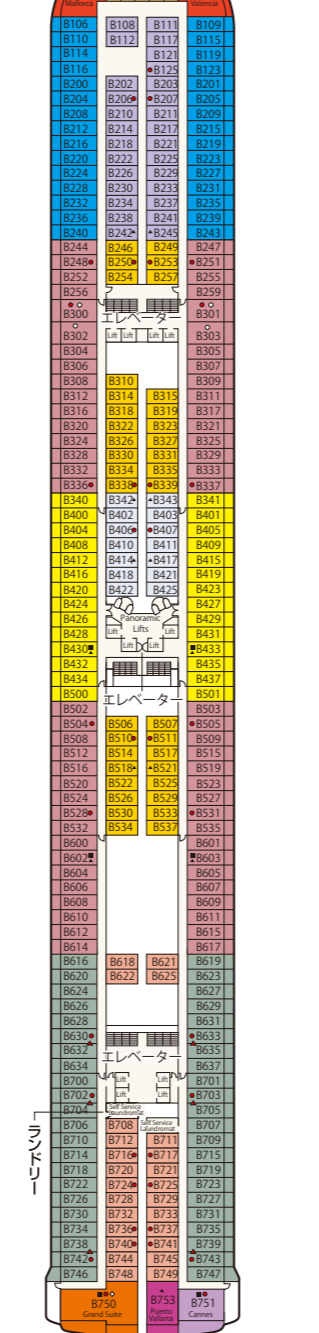 Mallorca Valencia
B106 B108 B111 B109
B110 B112 B117 B115
B114 B121 B119
B116 B125 B123
B200 B202 B203 B201
B204 B206 B207 B205
B208 B210 B211 B209
B212 B214 B217 B215
B216 B218 B221 B219
B220 B222 B225 B223
B224 B226 B229 B227
B228 B230 B233 B231
B232 B234 B237 B235
B236 B238 B241 B239
B240 B242 B245 B243
B244 B246 B249 B247
B248 B250 B253 B251
B252 B254 B257 B255
B256 B259
B300 エレベーター B301
B302 Lift Lift Lift Lift B303
B304 B305
B306 B307
B308 B310 B309
B312 B314 B315 B311
B316 B318 B319 B317
B320 B322 B323 B321
B324 B326 B327 B325
B328 B330 B331 B329
B332 B334 B335 B333
B336 B338 B339 B337
B340 B342 B343 B341
B400 B402 B403 B401
B404 B406 B407 B405
B408 B410 B411 B409
B412 B414 B417 B415
B416 B418 B421 B419
B420 B422 B425 B423
B424 B427
B426 Panoramic B429
B428 Lift Lifts Lift B431
B430 Lift Lift B433
B432 B435
B434 B437
B500 エレベーター B501
B502 B503
B504 B506 B507 B505
B508 B510 B511 B509
B512 B514 B517 B515
B516 B518 B521 B519
B520 B522 B525 B523
B524 B526 B529 B527
B528 B530 B533 B531
B532 B534 B537 B535
B600 B601
B602 B603
B604 B605
B606 B607
B608 B609
B610 B611
B612 B615
B614 B617
B616 B618 B621 B619
B620 B622 B625 B623
B624 B627
B626 B629
B628 B631
B630 B633
B632 エレベーター B635
B634 B637
B700 Lift Lift B701
B702 Lift Lift B703
B704 Self Service Laundromat B705
B706 B708 Self Service Laundromat B707
B710 B712 B711 B709
B714 B716 B717 B715
B718 B720 B721 B719
B722 B724 B725 B723
B726 B728 B729 B727
B730 B732 B733 B731
B734 B736 B737 B735
B738 B740 B741 B739
B742 B744 B745 B743
B746 B748 B749 B747
ランドリー
B750 B753 B751
Grand Suite Puerto Vallarta Cannes